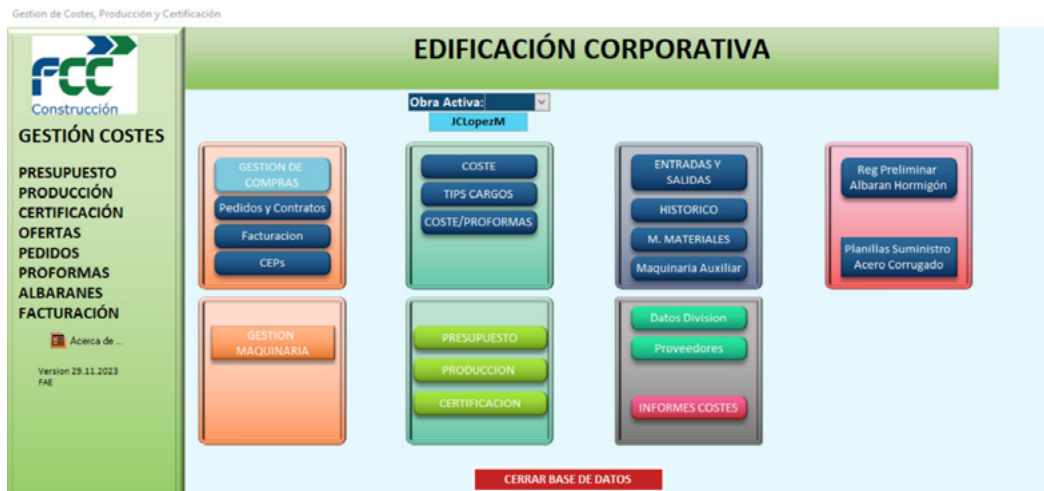 Gestion de Costes, Producción y Certificación
FCC
Construcción
GESTIÓN COSTES
PRESUPUESTO
PRODUCCIÓN
CERTIFICACIÓN
OFERTAS
PEDIDOS
PROFORMAS
ALBARANES
FACTURACIÓN
Acerca de ...
Version 29.11.2023
FAE
EDIFICACIÓN CORPORATIVA
Obra Activa:
JCLopezM
GESTION DE
COMPRAS
Pedidos y Contratos
Facturacion
CEPs
COSTE
TIPS CARGOS
COSTE/PROFORMAS
ENTRADAS Y
SALIDAS
HISTORICO
M. MATERIALES
Maquinaria Auxiliar
Reg Preliminar
Albaran Hormigón
Planillas Suministro
Acero Corrugado
GESTION
MAQUINARIA
PRESUPUESTO
PRODUCCION
CERTIFICACION
Datos Division
Proveedores
INFORMES COSTES
CERRAR BASE DE DATOS